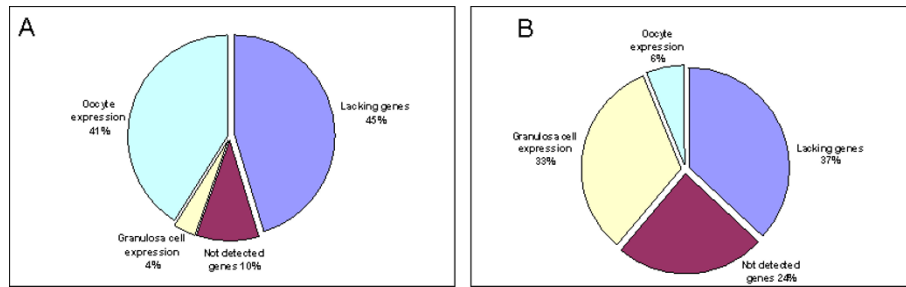 A
Oocyte
expression
41%
Lacking genes
45%
Granulosa cell
expression
4%
Not detected
genes 10%
B
Oocyte
expression
6%
Granulosa cell
expression
33%
Lacking genes
37%
Not detected
genes 24%